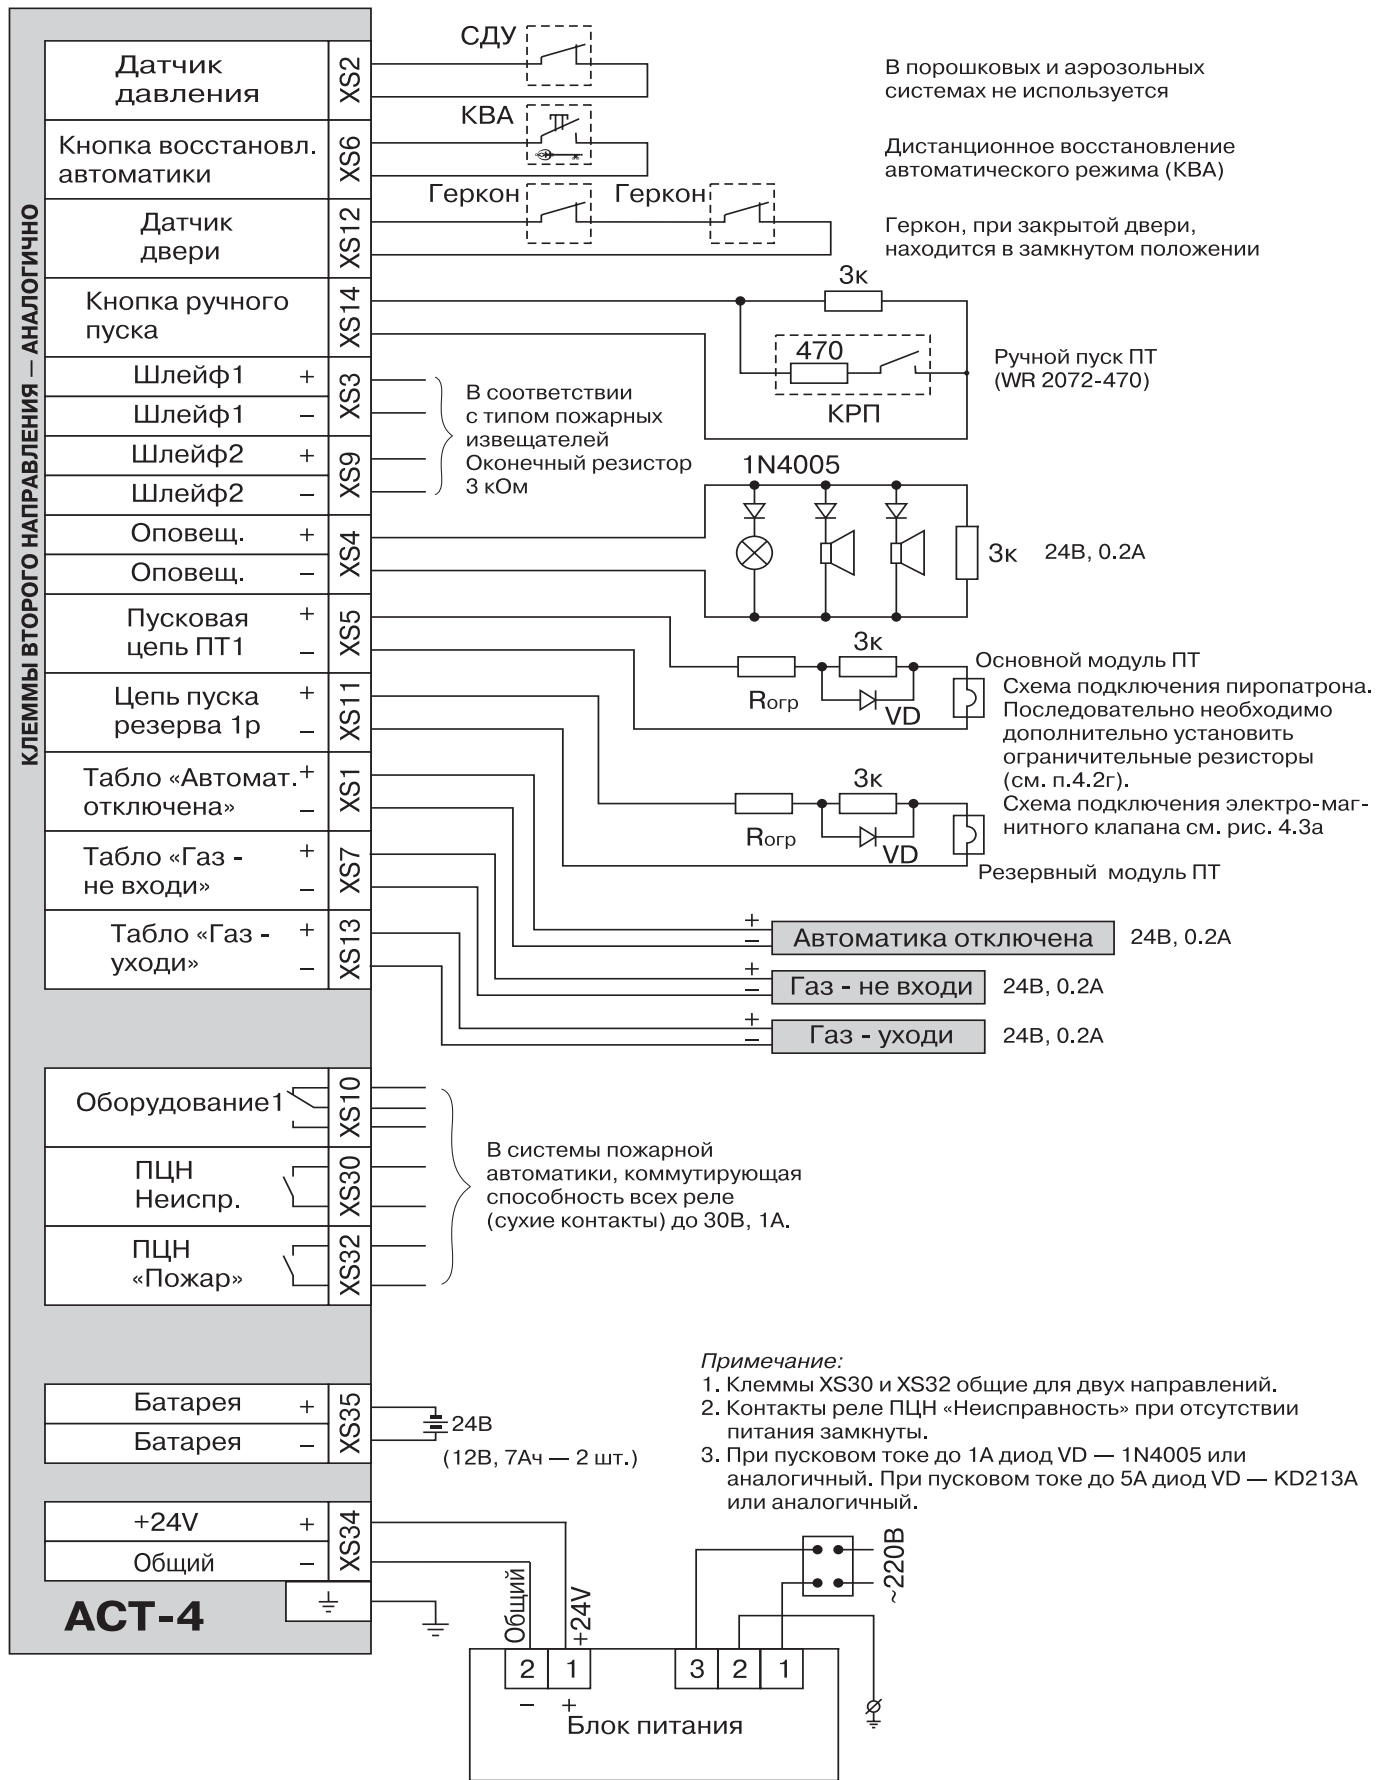 КЛЕММЫ ВТОРОГО НАПРАВЛЕНИЯ — АНАЛОГИЧНО
Датчик
давления
XS2
СДУ
В порошковых и аэрозольных
системах не используется
Кнопка восстановл.
автоматики
XS6
КВА
Дистанционное восстановление
автоматического режима (КВА)
Датчик
двери
XS12
Геркон
Геркон
Геркон, при закрытой двери,
находится в замкнутом положении
Кнопка ручного
пуска
XS14
3к
470
КРП
Ручной пуск ПТ
(WR 2072-470)
Шлейф1 +
Шлейф1 –
XS3
Шлейф2 +
Шлейф2 –
XS9
В соответствии
с типом пожарных
извещателей
Оконечный резистор
3 кОм
Оповещ. +
Оповещ. –
XS4
1N4005
3к
24В, 0.2А
Пусковая +
цепь ПТ1 –
XS5
3к
Rогр
VD
Основной модуль ПТ
Схема подключения пиропатрона.
Последовательно необходимо
дополнительно установить
ограничительные резисторы
(см. п.4.2г).
Схема подключения электро-маг-
нитного клапана см. рис. 4.3а
Цепь пуска +
резерва 1р –
XS11
3к
Rогр
VD
Резервный модуль ПТ
Табло «Автомат. +
отключена» –
XS1
Табло «Газ - +
не входи» –
XS7
Табло «Газ - +
уходи» –
XS13
+
–
Автоматика отключена
24В, 0.2А
+
–
Газ - не входи
24В, 0.2А
+
–
Газ - уходи
24В, 0.2А
Оборудование1
XS10
ПЦН
Неиспр.
XS30
ПЦН
«Пожар»
XS32
В системы пожарной
автоматики, коммутирующая
способность всех реле
(сухие контакты) до 30В, 1А.
Примечание:
1. Клеммы XS30 и XS32 общие для двух направлений.
2. Контакты реле ПЦН «Неисправность» при отсутствии
питания замкнуты.
3. При пусковом токе до 1А диод VD — 1N4005 или
аналогичный. При пусковом токе до 5А диод VD — KD213A
или аналогичный.
Батарея +
Батарея –
XS35
24В
(12В, 7Ач — 2 шт.)
+24V +
Общий –
XS34
АСТ-4
Общий
+24V
~220В
2 1
3 2 1
– +
Блок питания